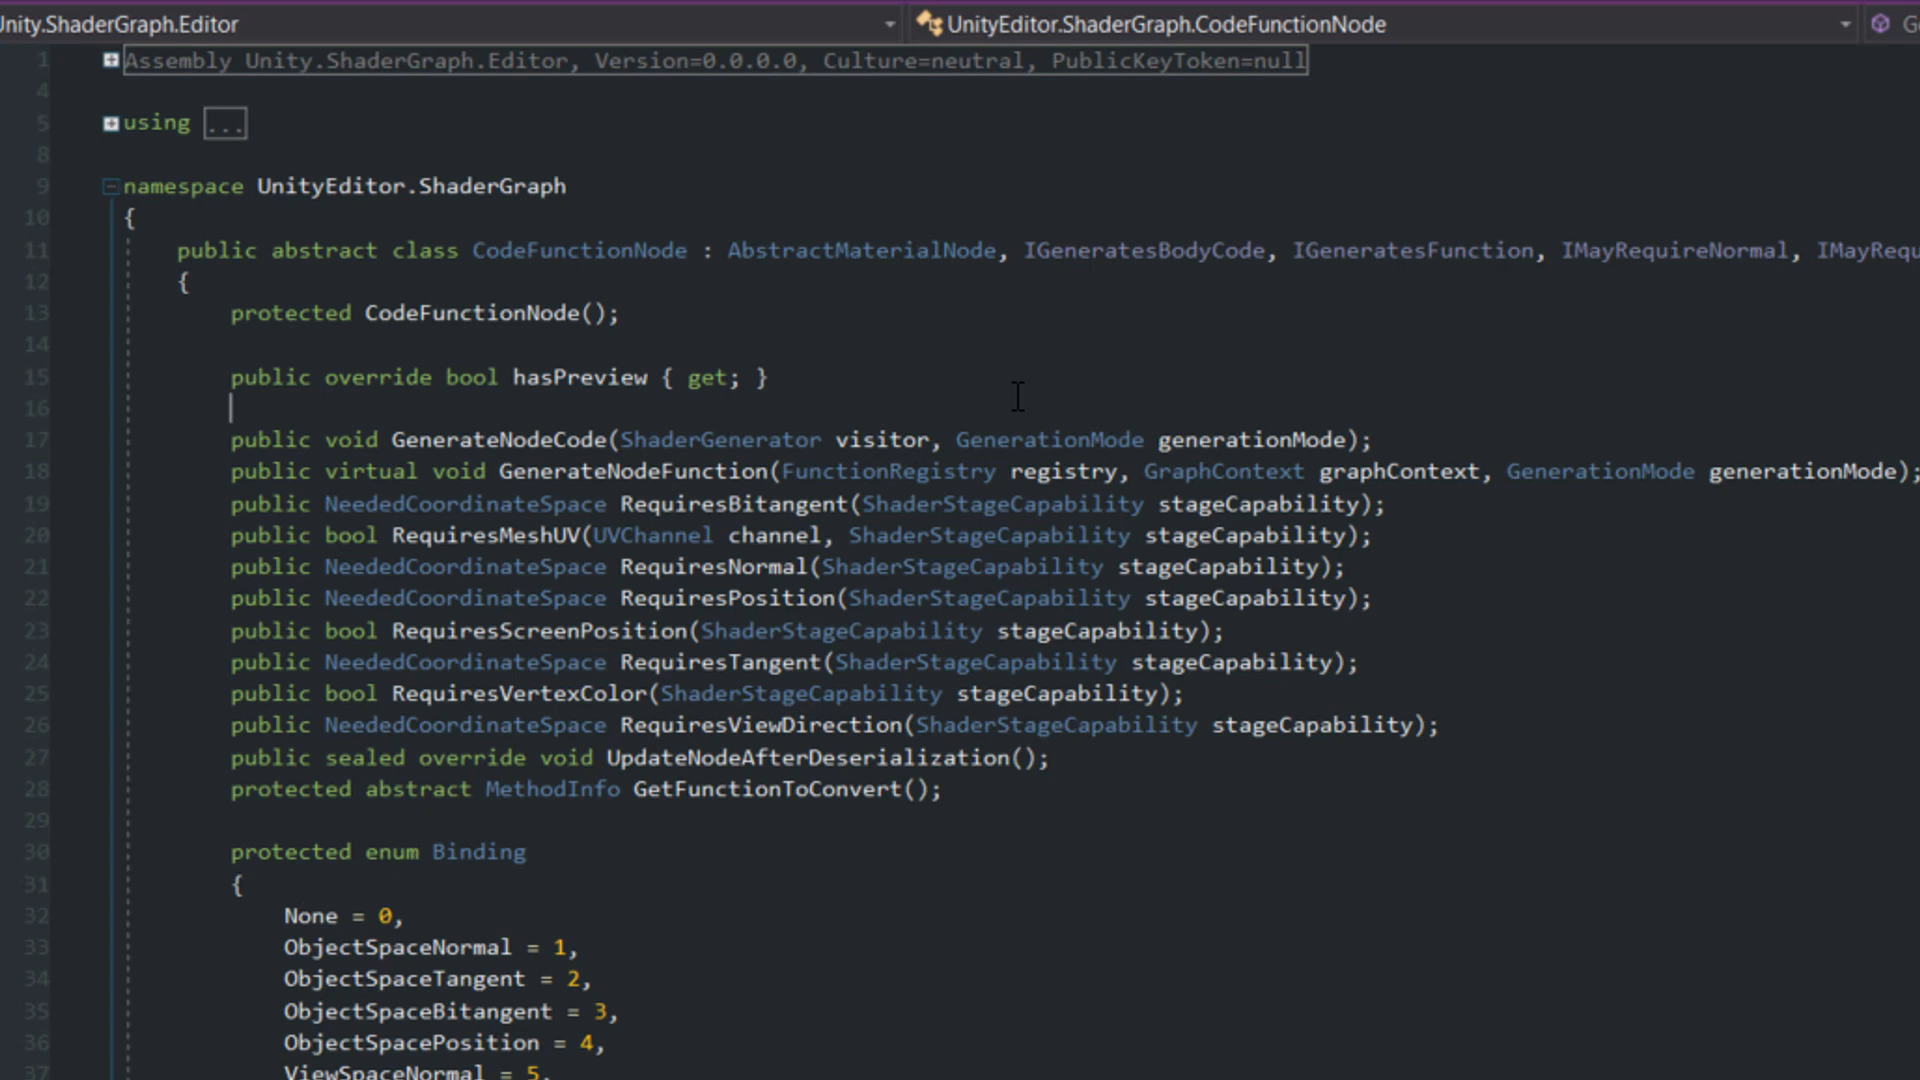 Unity.ShaderGraph.Editor
UnityEditor.ShaderGraph.CodeFunctionNode
1 Assembly Unity.ShaderGraph.Editor, Version=0.0.0.0, Culture=neutral, PublicKeyToken=null
4
5 using ...
8
9 namespace UnityEditor.ShaderGraph
10 {
11 public abstract class CodeFunctionNode : AbstractMaterialNode, IGeneratesBodyCode, IGeneratesFunction, IMayRequireNormal, IMayRequ
12 {
13 protected CodeFunctionNode();
14
15 public override bool hasPreview { get; }
16
17 public void GenerateNodeCode(ShaderGenerator visitor, GenerationMode generationMode);
18 public virtual void GenerateNodeFunction(FunctionRegistry registry, GraphContext graphContext, GenerationMode generationMode);
19 public NeededCoordinateSpace RequiresBitangent(ShaderStageCapability stageCapability);
20 public bool RequiresMeshUV(UVChannel channel, ShaderStageCapability stageCapability);
21 public NeededCoordinateSpace RequiresNormal(ShaderStageCapability stageCapability);
22 public NeededCoordinateSpace RequiresPosition(ShaderStageCapability stageCapability);
23 public bool RequiresScreenPosition(ShaderStageCapability stageCapability);
24 public NeededCoordinateSpace RequiresTangent(ShaderStageCapability stageCapability);
25 public bool RequiresVertexColor(ShaderStageCapability stageCapability);
26 public NeededCoordinateSpace RequiresViewDirection(ShaderStageCapability stageCapability);
27 public sealed override void UpdateNodeAfterDeserialization();
28 protected abstract MethodInfo GetFunctionToConvert();
29
30 protected enum Binding
31 {
32 None = 0,
33 ObjectSpaceNormal = 1,
34 ObjectSpaceTangent = 2,
35 ObjectSpaceBitangent = 3,
36 ObjectSpacePosition = 4,
37 ViewSpaceNormal = 5,